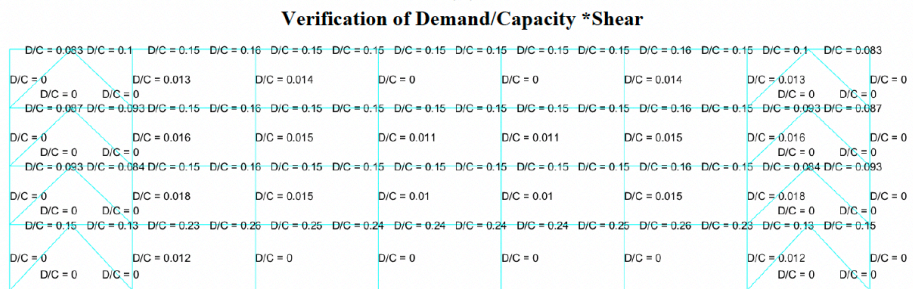 Verification of Demand/Capacity *Shear
D/C = 0.083 D/C = 0.1 D/C = 0.15 D/C = 0.16 D/C = 0.15 D/C = 0.15 D/C = 0.15 D/C = 0.15 D/C = 0.15 D/C = 0.15 D/C = 0.16 D/C = 0.15 D/C = 0.1 D/C = 0.083
D/C = 0 D/C = 0.013 D/C = 0.014 D/C = 0 D/C = 0 D/C = 0.014 D/C = 0.013 D/C = 0
D/C = 0 D/C = 0 D/C = 0 D/C = 0
D/C = 0.087 D/C = 0.093 D/C = 0.15 D/C = 0.16 D/C = 0.15 D/C = 0.15 D/C = 0.15 D/C = 0.15 D/C = 0.15 D/C = 0.15 D/C = 0.16 D/C = 0.15 D/C = 0.093 D/C = 0.087
D/C = 0 D/C = 0.016 D/C = 0.015 D/C = 0.011 D/C = 0.011 D/C = 0.015 D/C = 0.016 D/C = 0
D/C = 0 D/C = 0 D/C = 0 D/C = 0
D/C = 0.093 D/C = 0.084 D/C = 0.15 D/C = 0.16 D/C = 0.15 D/C = 0.15 D/C = 0.15 D/C = 0.15 D/C = 0.15 D/C = 0.15 D/C = 0.16 D/C = 0.15 D/C = 0.084 D/C = 0.093
D/C = 0 D/C = 0.018 D/C = 0.015 D/C = 0.01 D/C = 0.01 D/C = 0.015 D/C = 0.018 D/C = 0
D/C = 0 D/C = 0 D/C = 0 D/C = 0
D/C = 0.15 D/C = 0.13 D/C = 0.23 D/C = 0.26 D/C = 0.25 D/C = 0.24 D/C = 0.24 D/C = 0.24 D/C = 0.24 D/C = 0.25 D/C = 0.26 D/C = 0.23 D/C = 0.13 D/C = 0.15
D/C = 0 D/C = 0.012 D/C = 0 D/C = 0 D/C = 0 D/C = 0 D/C = 0.012 D/C = 0
D/C = 0 D/C = 0 D/C = 0 D/C = 0